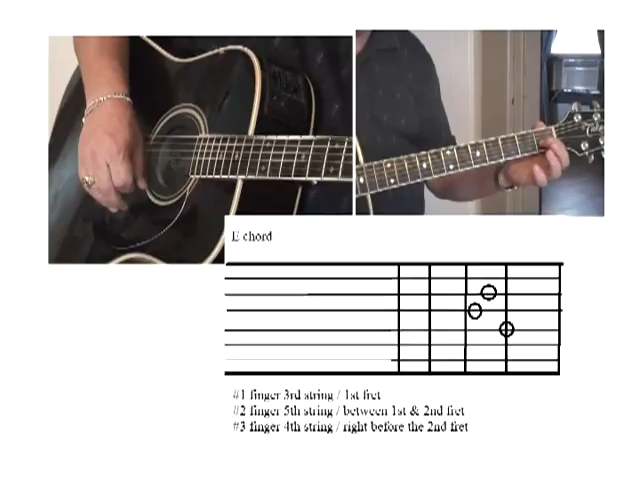 E chord
#1 finger 3rd string / 1st fret
#2 finger 5th string / between 1st & 2nd fret
#3 finger 4th string / right before the 2nd fret